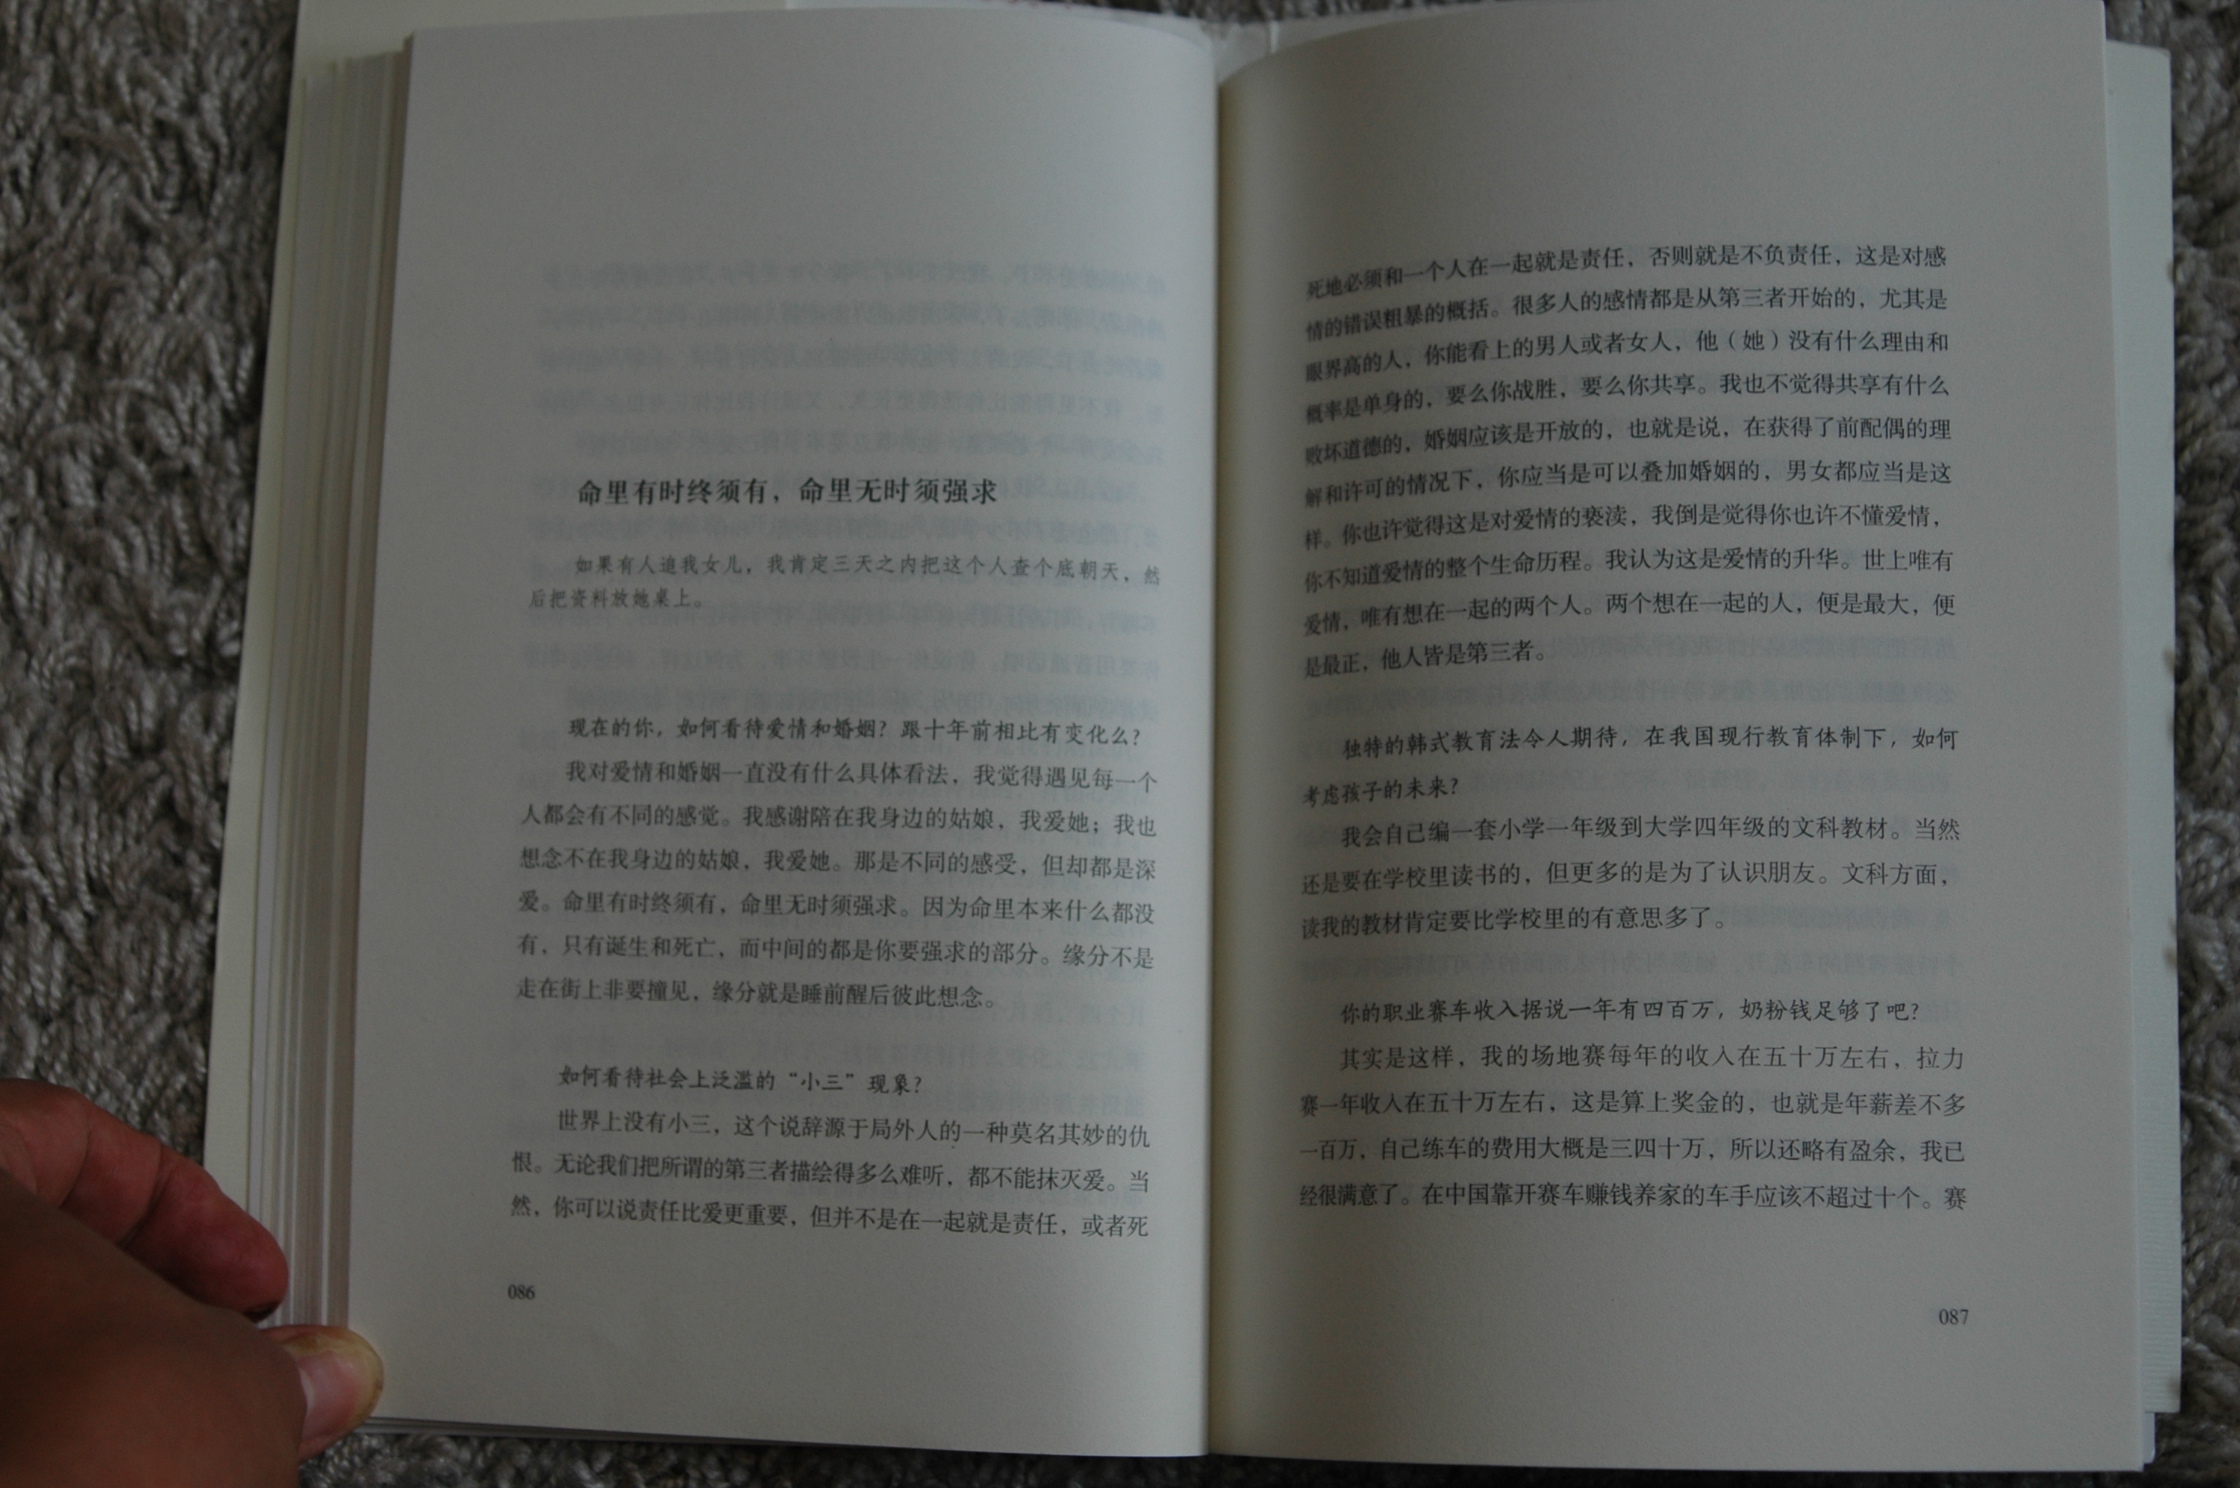 命里有时终须有，命里无时须强求
如果有人追我女儿，我肯定三天之内把这个人查个底朝天，然
后把资料放她桌上。
现在的你，如何看待爱情和婚姻？跟十年前相比有变化么？
我对爱情和婚姻一直没有什么具体看法，我觉得遇见每一个
人都会有不同的感觉。我感谢陪在我身边的姑娘，我爱她；我也
想念不在我身边的姑娘，我爱她。那是不同的感受，但却都是深
爱。命里有时终须有，命里无时须强求。因为命里本来什么都没
有，只有诞生和死亡，而中间的都是你要强求的部分。缘分不是
走在街上非要撞见，缘分就是睡前醒后彼此想念。
如何看待社会上泛滥的“小三”现象？
世界上没有小三，这个说辞源于局外人的一种莫名其妙的仇
恨。无论我们把所谓的第三者描绘得多么难听，都不能抹灭爱。当
然，你可以说责任比爱更重要，但并不是在一起就是责任，或者死
086
死地必须和一个人在一起就是责任，否则就是不负责任，这是对感
情的错误粗暴的概括。很多人的感情都是从第三者开始的，尤其是
眼界高的人，你能看上的男人或者女人，他（她）没有什么理由和
概率是单身的，要么你战胜，要么你共享。我也不觉得共享有什么
败坏道德的，婚姻应该是开放的，也就是说，在获得了前配偶的理
解和许可的情况下，你应当是可以叠加婚姻的，男女都应当是这
样。你也许觉得这是对爱情的亵渎，我倒是觉得你也许不懂爱情，
你不知道爱情的整个生命历程。我认为这是爱情的升华。世上唯有
爱情，唯有想在一起的两个人。两个想在一起的人，便是最大，便
是最正，他人皆是第三者。
独特的韩式教育法令人期待，在我国现行教育体制下，如何
考虑孩子的未来？
我会自己编一套小学一年级到大学四年级的文科教材。当然
还是要在学校里读书的，但更多的是为了认识朋友。文科方面，
读我的教材肯定要比学校里的有意思多了。
你的职业赛车收入据说一年有四百万，奶粉钱足够了吧？
其实是这样，我的场地赛每年的收入在五十万左右，拉力
赛一年收入在五十万左右，这是算上奖金的，也就是年薪差不多
一百万，自己练车的费用大概是三四十万，所以还略有盈余，我已
经很满意了。在中国靠开赛车赚钱养家的车手应该不超过十个。赛
087